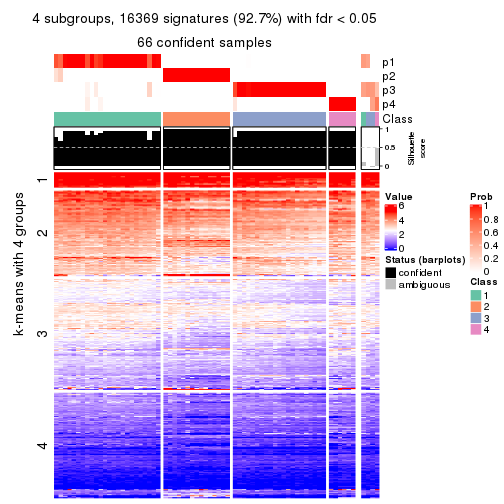 4 subgroups, 16369 signatures (92.7%) with fdr < 0.05
66 confident samples
p1
p2
p3
p4
Class
1
0.5
0
Silhouette
score
k-means with 4 groups
1
2
3
4
Value
6
4
2
0
Status (barplots)
confident
ambiguous
Prob
1
0.8
0.6
0.4
0.2
0
Class
1
2
3
4